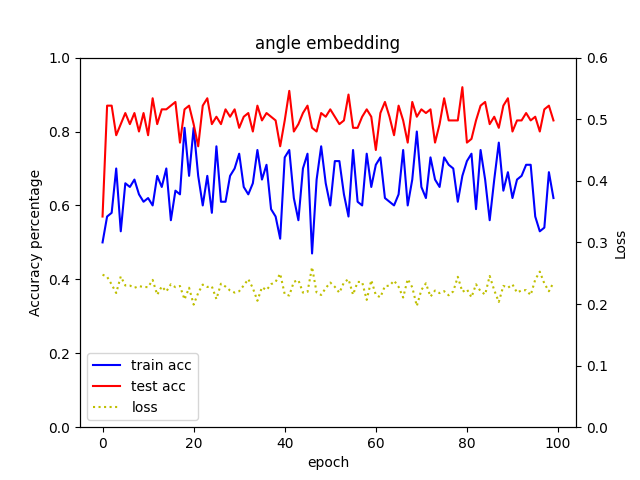 angle embedding
1.0
0.8
0.6
0.4
0.2
0.0
Accuracy percentage
0.6
0.5
0.4
0.3
0.2
0.1
0.0
Loss
train acc
test acc
loss
0 20 40 60 80 100
epoch